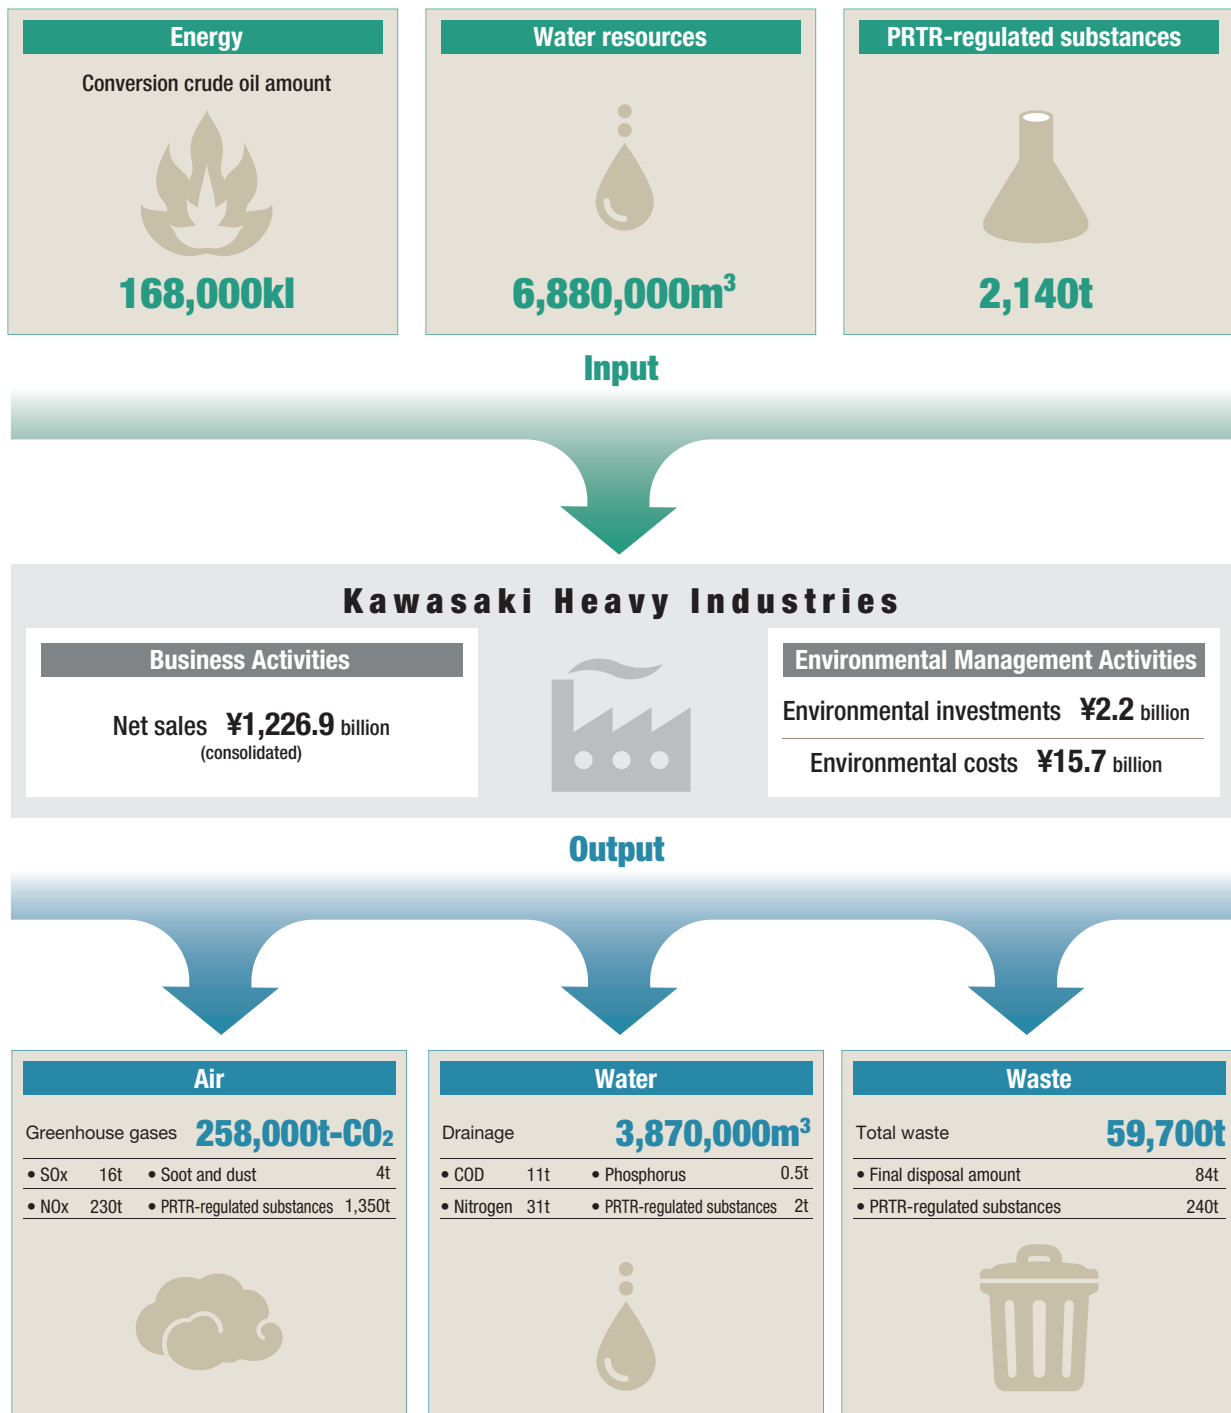 Energy
Conversion crude oil amount
168,000kl
Water resources
6,880,000m³
PRTR-regulated substances
2,140t
Input
Kawasaki Heavy Industries
Business Activities
Net sales ¥1,226.9 billion
(consolidated)
Environmental Management Activities
Environmental investments ¥2.2 billion
Environmental costs ¥15.7 billion
Output
Air
Greenhouse gases 258,000t-CO₂
• SOx 16t • Soot and dust 4t
• NOx 230t • PRTR-regulated substances 1,350t
Water
Drainage 3,870,000m³
• COD 11t • Phosphorus 0.5t
• Nitrogen 31t • PRTR-regulated substances 2t
Waste
Total waste 59,700t
• Final disposal amount 84t
• PRTR-regulated substances 240t